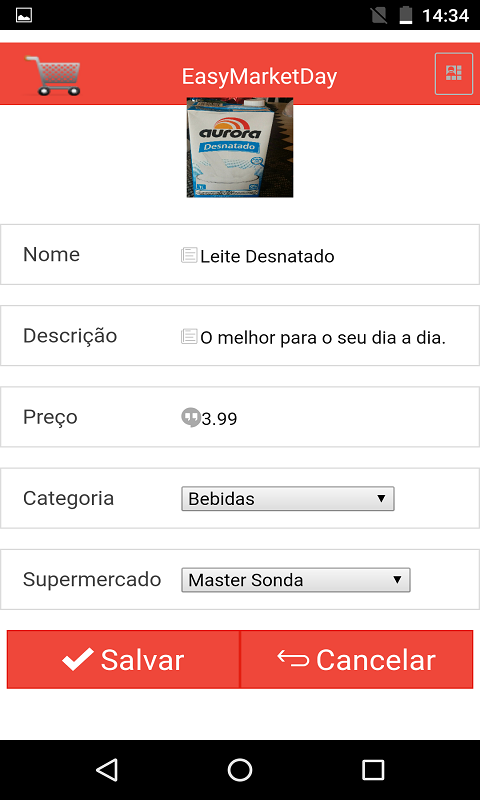 14:34
EasyMarketDay
aurora
Desnatado
Nome
Leite Desnatado
Descrição
O melhor para o seu dia a dia.
Preço
3.99
Categoria
Bebidas
Supermercado
Master Sonda
Salvar
Cancelar